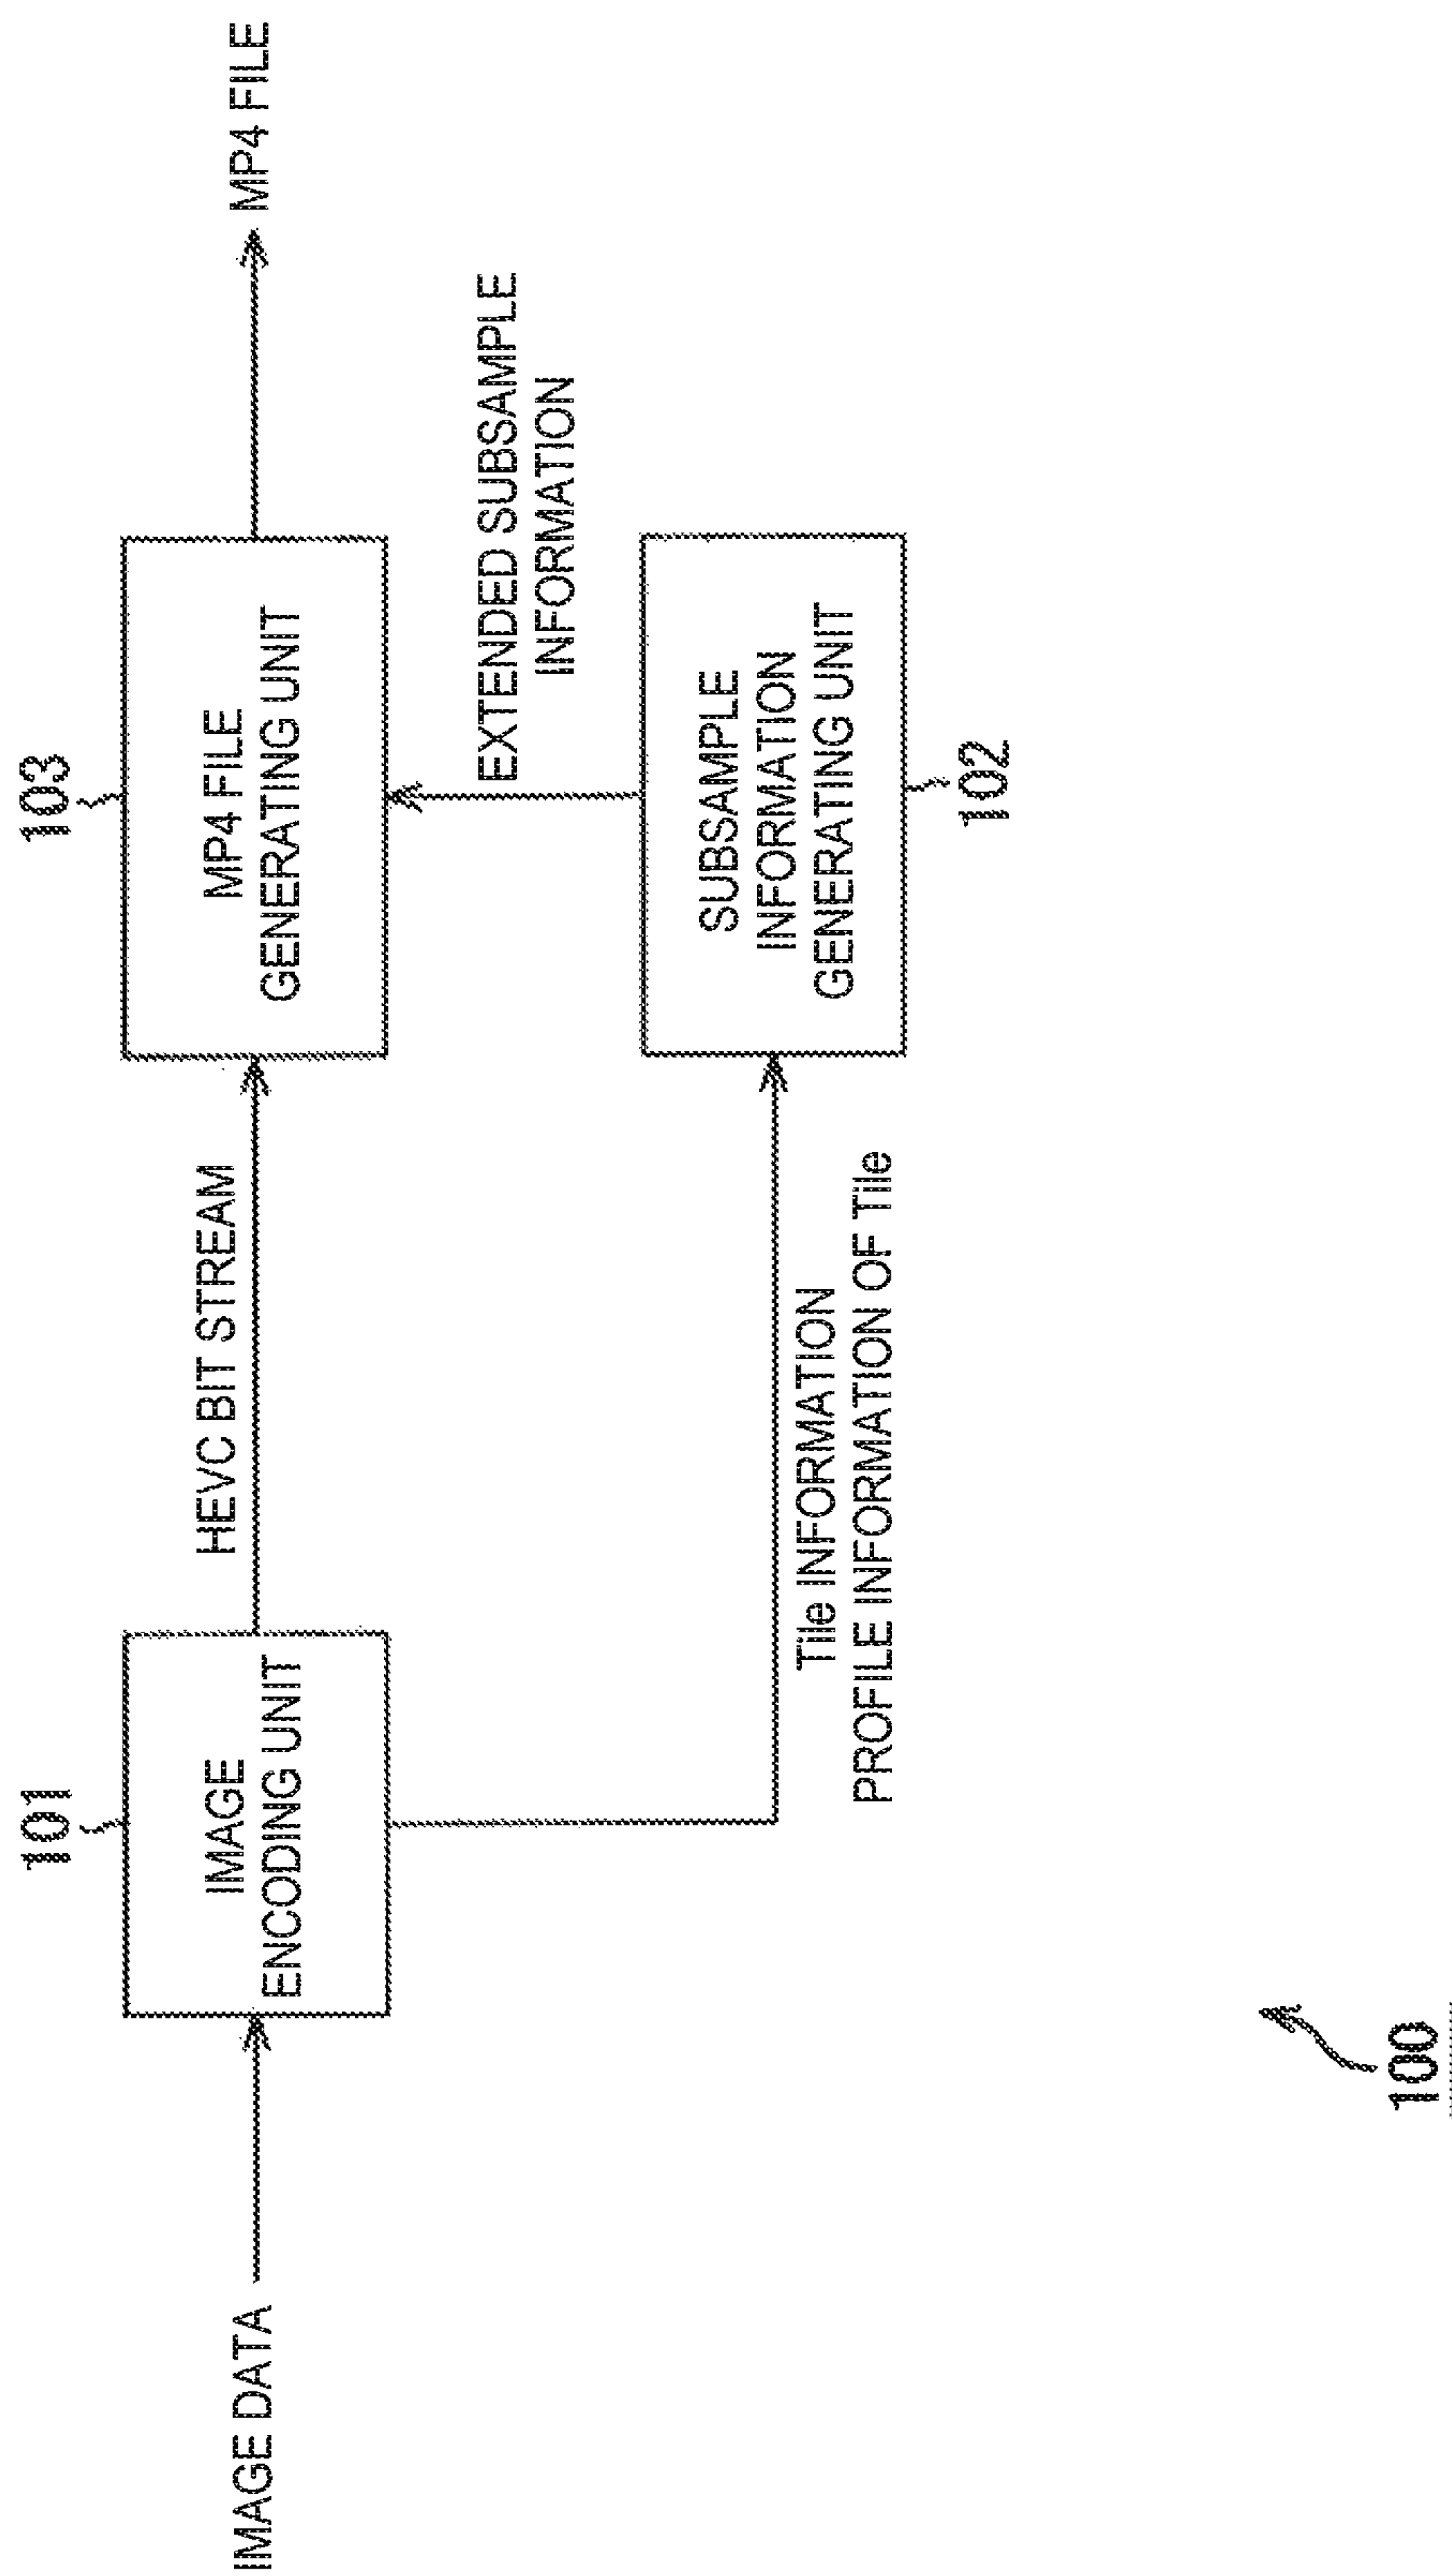 101
103
IMAGE DATA
IMAGE
ENCODING UNIT
HEVC BIT STREAM
MP4 FILE
GENERATING UNIT
MP4 FILE
EXTENDED SUBSAMPLE
INFORMATION
Tile INFORMATION
PROFILE INFORMATION OF Tile
SUBSAMPLE
INFORMATION
GENERATING UNIT
102
100